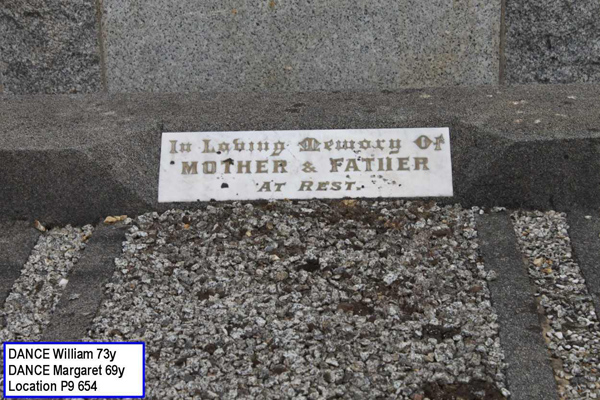 In Loving Memory Of
MOTHER & FATHER
AT REST.
DANCE William 73y
DANCE Margaret 69y
Location P9 654